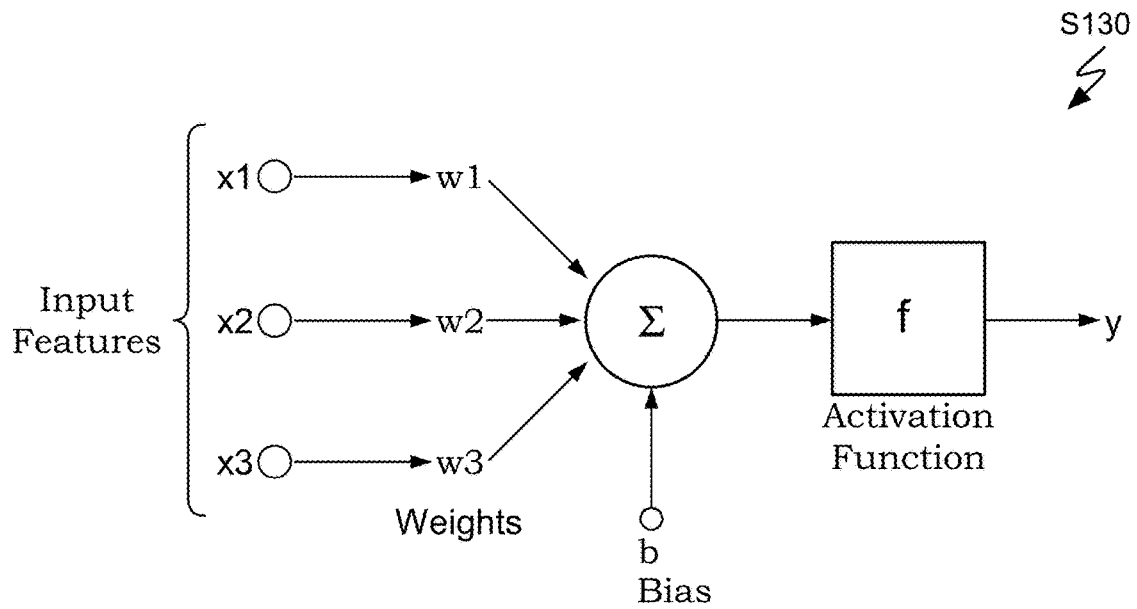 S130
x1 w1
Input
Features
x2 w2 Σ f y
Activation
Function
x3 w3
Weights
b
Bias